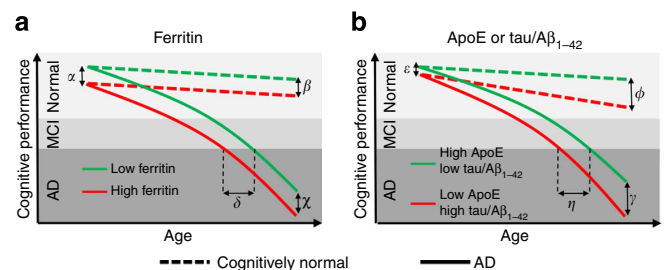 a
Ferritin
Cognitive performance
Normal
MCI
AD
α
β
Low ferritin
High ferritin
δ
χ
Age
b
ApoE or tau/Aβ1–42
Cognitive performance
Normal
MCI
AD
ε
ϕ
High ApoE
low tau/Aβ1–42
Low ApoE
high tau/Aβ1–42
η
γ
Age
Cognitively normal
AD